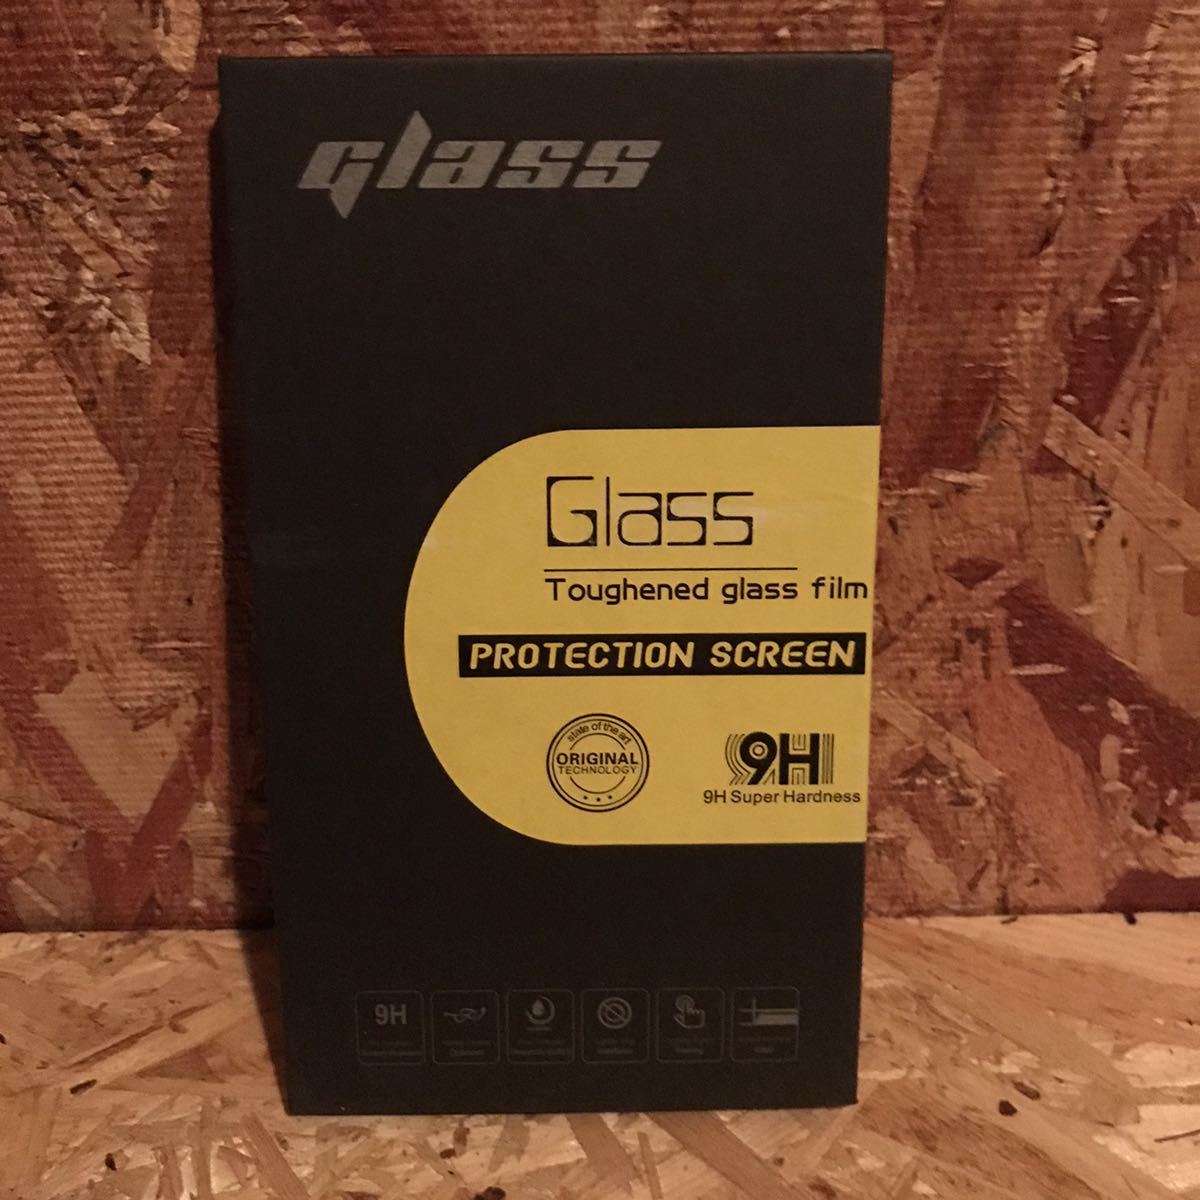 glass
Glass
Toughened glass film
PROTECTION SCREEN
state of the art
ORIGINAL
TECHNOLOGY
9H
9H Super Hardness
9H